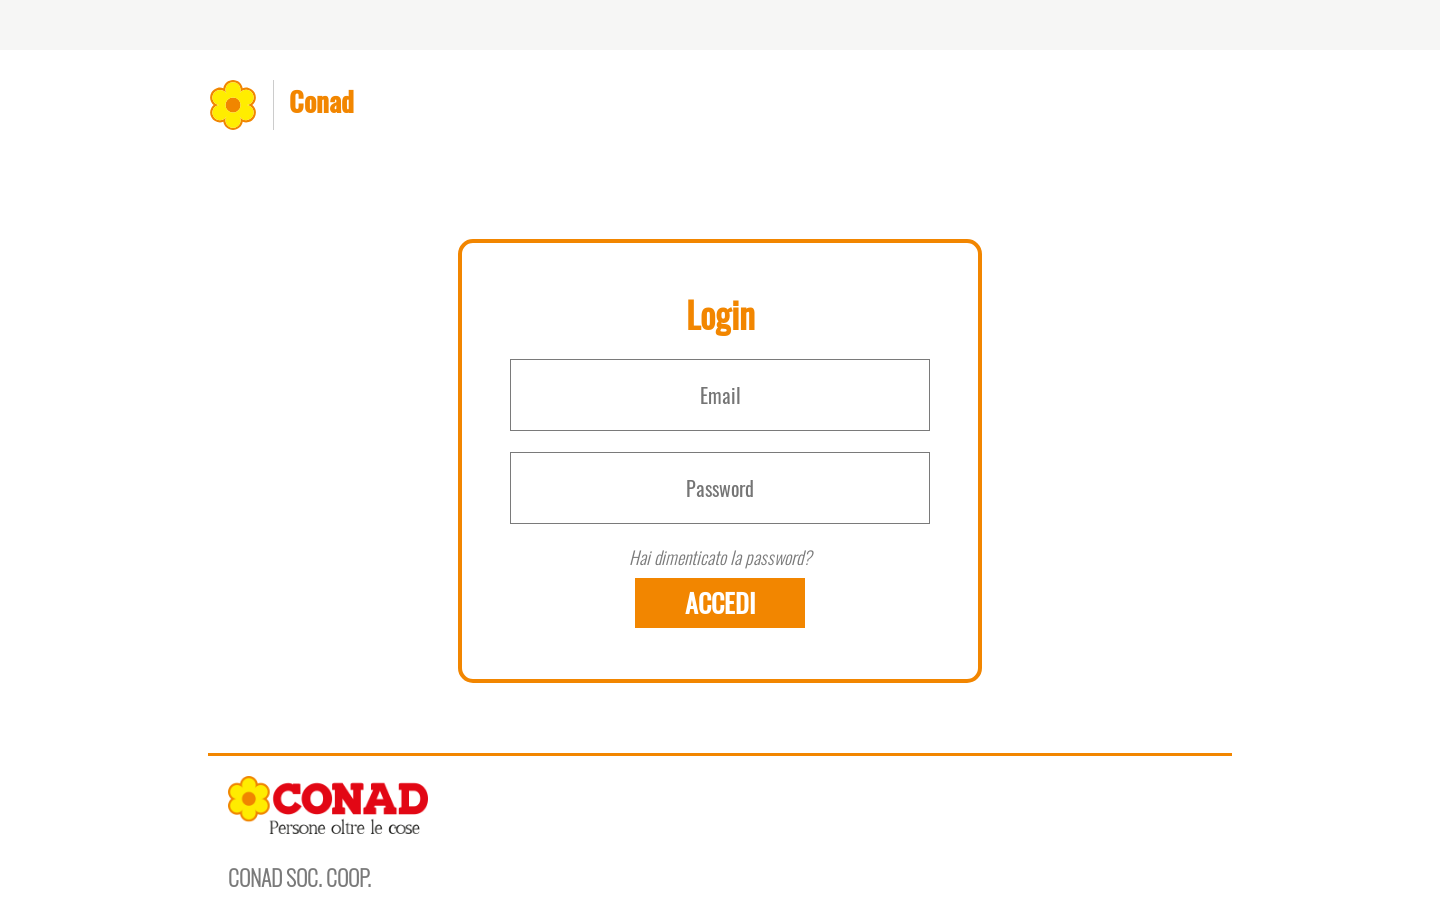 Conad
Login
Email
Password
Hai dimenticato la password?
ACCEDI
CONAD
Persone oltre le cose
CONAD SOC. COOP.